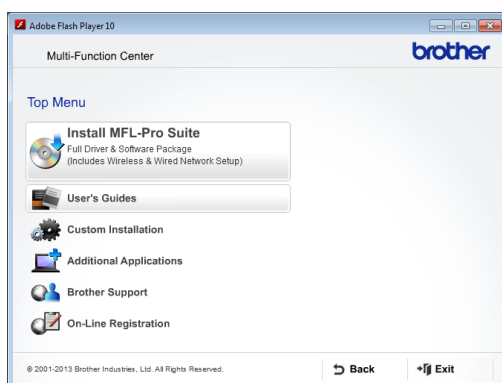 Adobe Flash Player 10
Multi-Function Center
brother
Top Menu
Install MFL-Pro Suite
Full Driver & Software Package
(Includes Wireless & Wired Network Setup)
User's Guides
Custom Installation
Additional Applications
Brother Support
On-Line Registration
© 2001-2013 Brother Industries, Ltd. All Rights Reserved.
Back
Exit